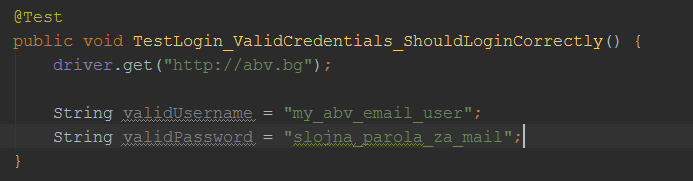 @Test
public void TestLogin_ValidCredentials_ShouldLoginCorrectly() {
driver.get("http://abv.bg");
String validUsername = "my_abv_email_user";
String validPassword = "slojna_parola_za_mail";
}